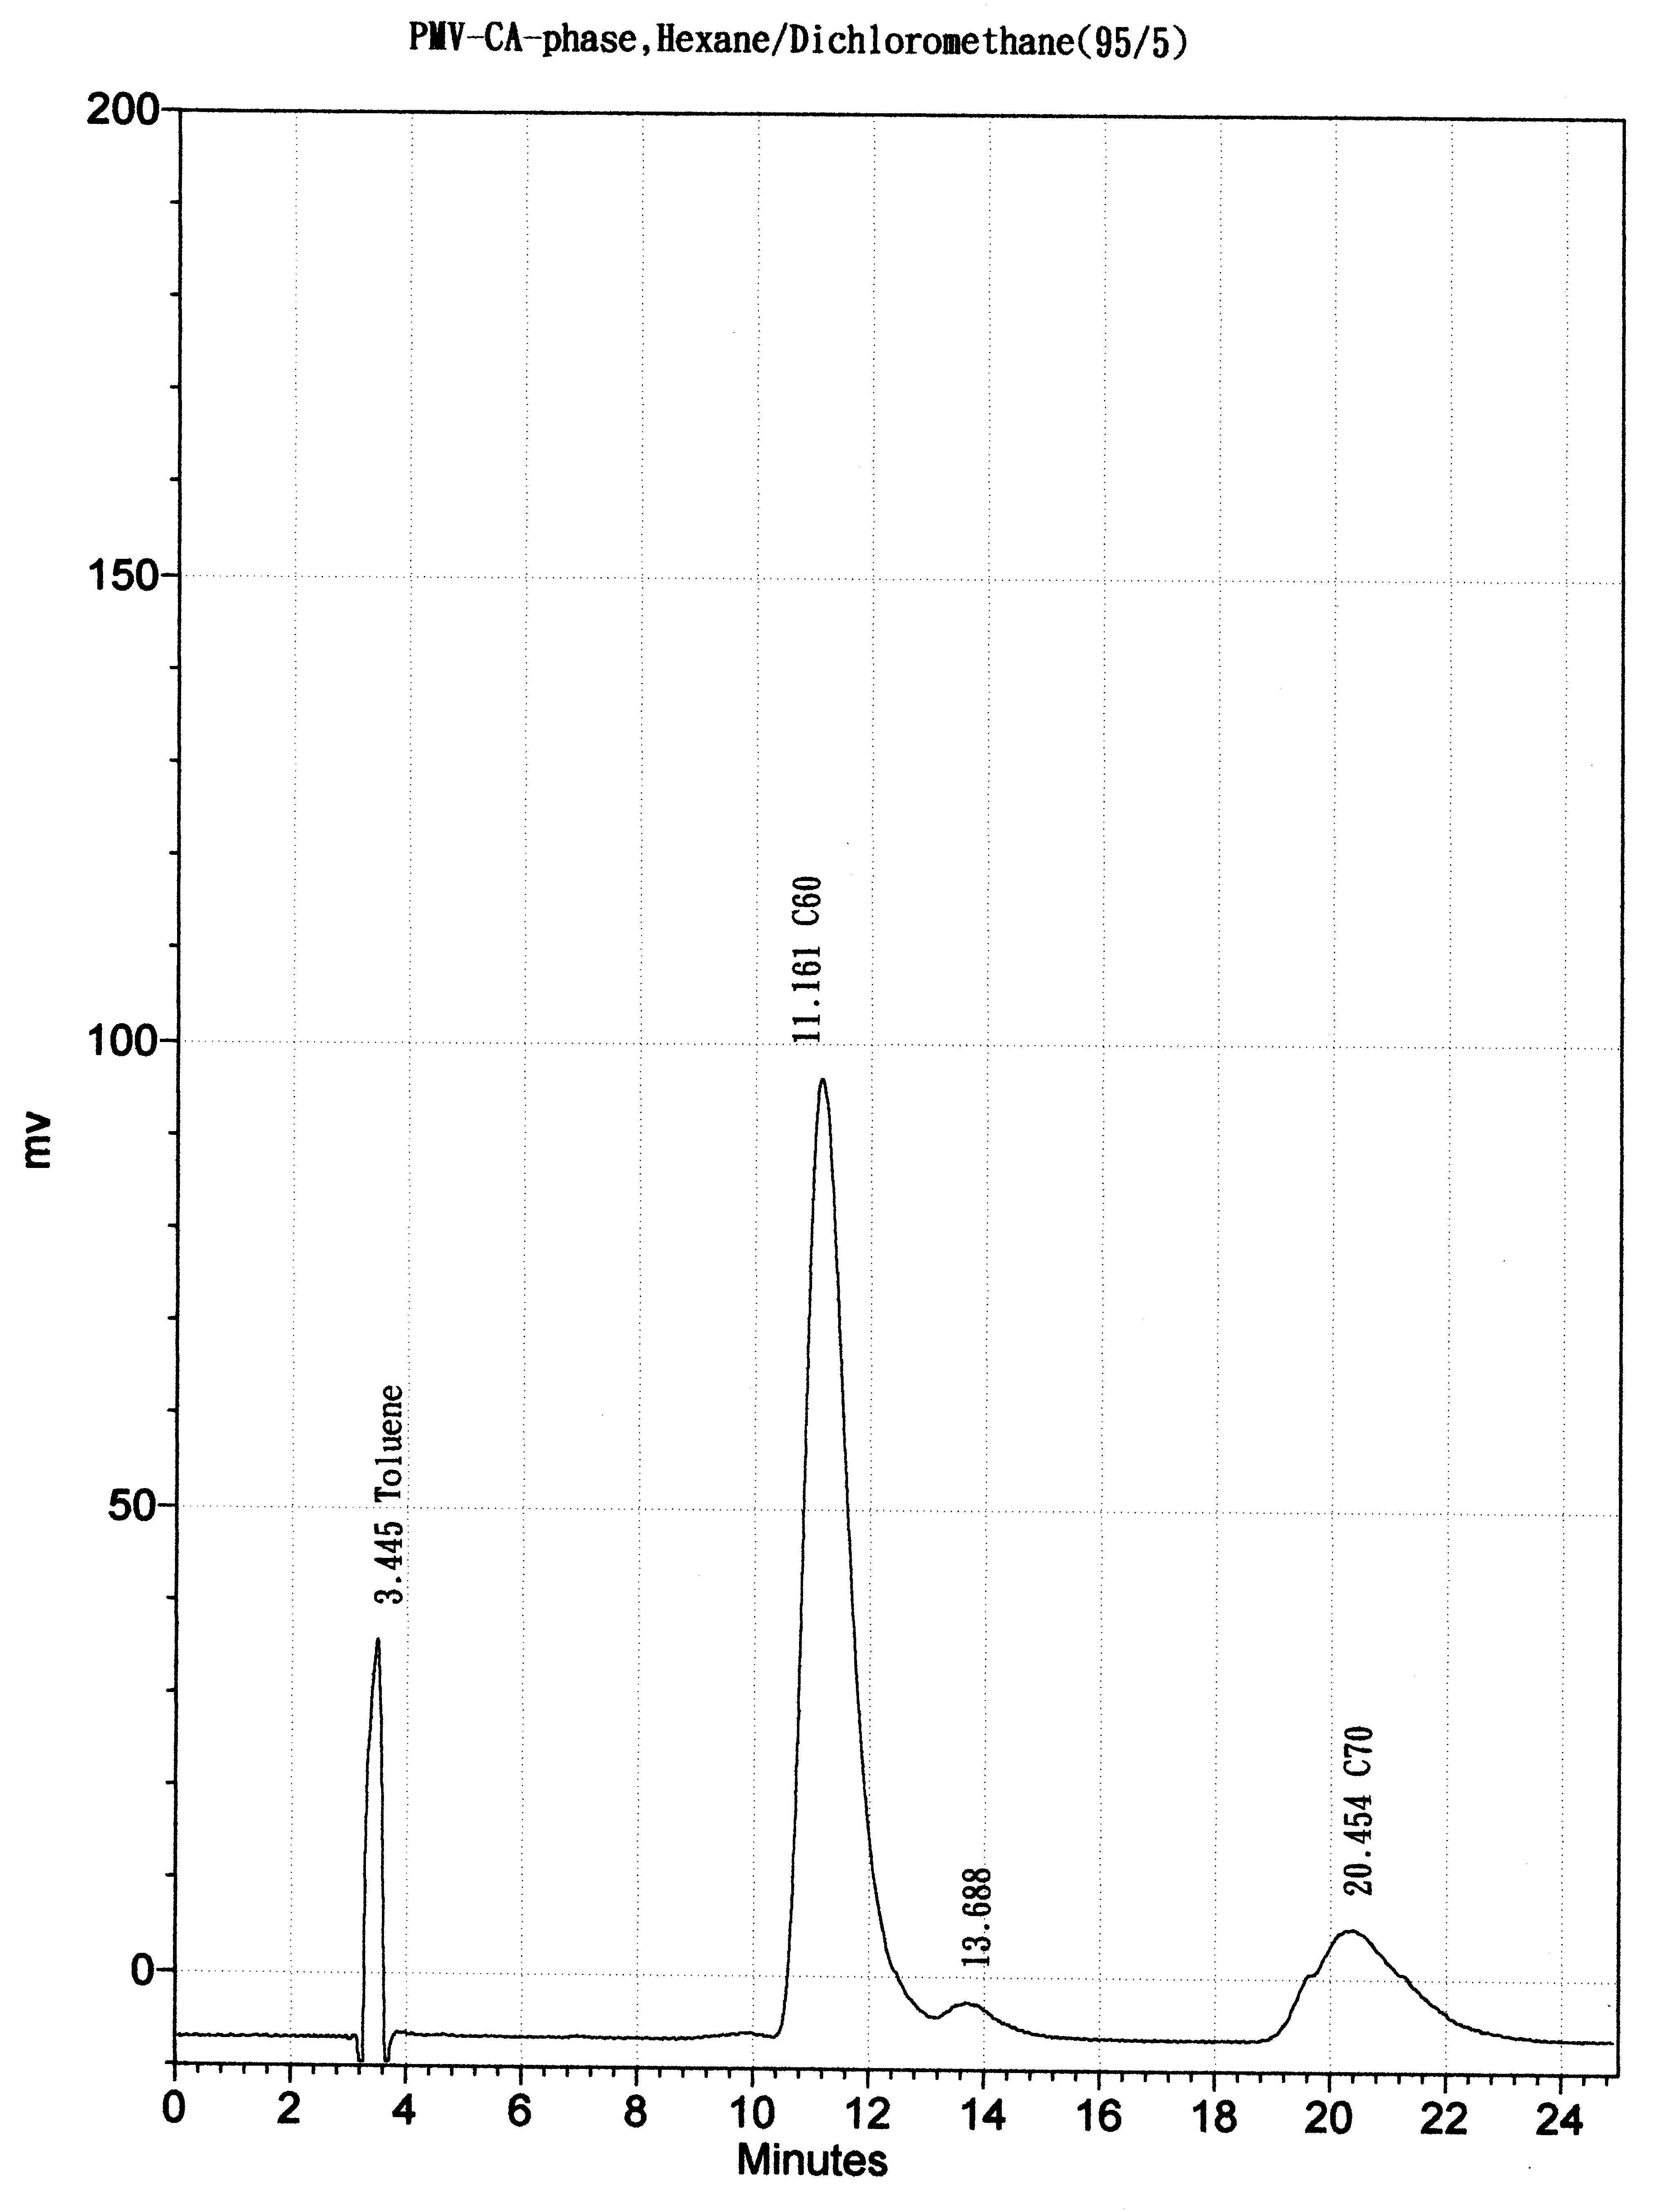 PMV-CA-phase,Hexane/Dichloromethane(95/5)
200
150
100
50
0
mv
3.445 Toluene
11.161 C60
13.688
20.454 C70
0 2 4 6 8 10 12 14 16 18 20 22 24
Minutes